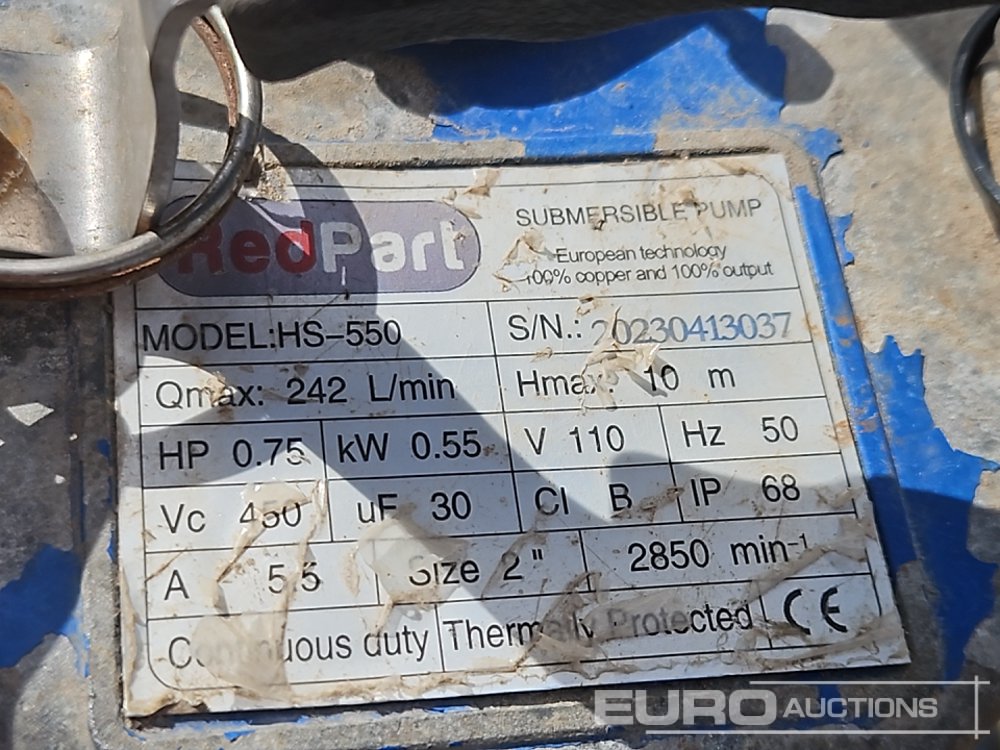 RedPart
SUBMERSIBLE PUMP
European technology
100% copper and 100% output
MODEL:HS-550
S/N.: 20230413037
Qmax: 242 L/min
Hmax: 10 m
HP 0.75
kW 0.55
V 110
Hz 50
Vc 450
uF 30
Cl B
IP 68
A 5.5
Size 2"
2850 min-1
Continuous duty
Thermally Protected
CE
EURO AUCTIONS